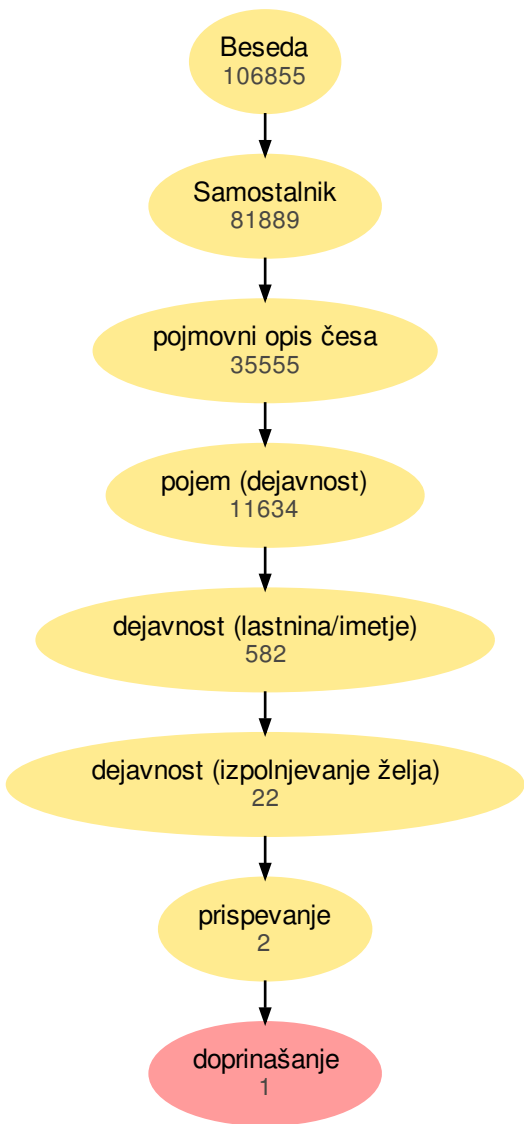 Beseda
106855
Samostalnik
81889
pojmovni opis česa
35555
pojem (dejavnost)
11634
dejavnost (lastnina/imetje)
582
dejavnost (izpolnjevanje želja)
22
prispevanje
2
doprinašanje
1